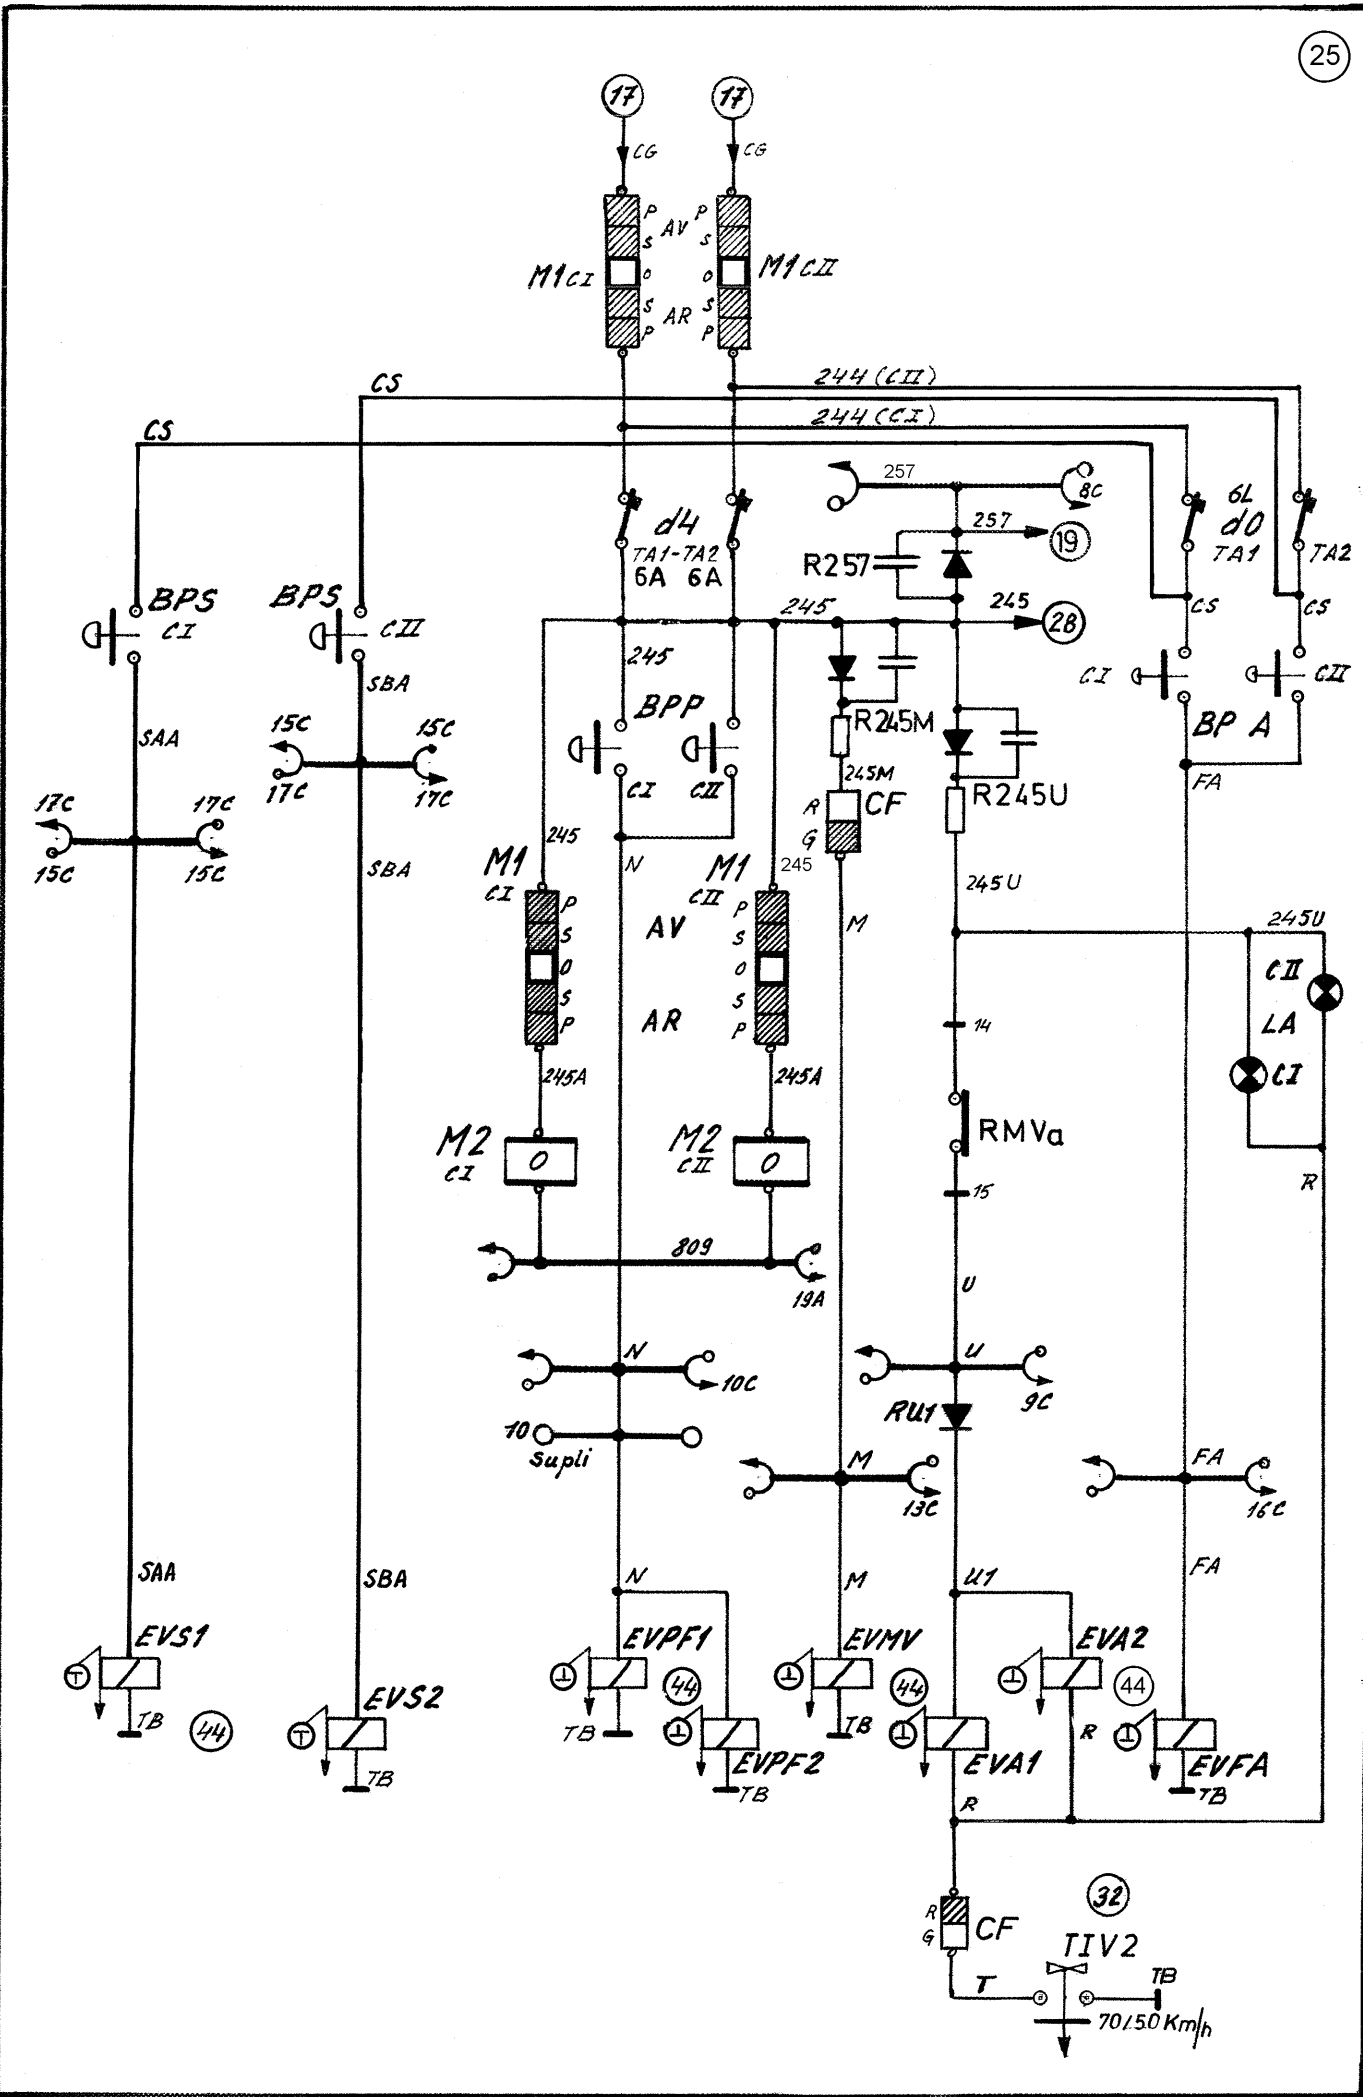 25
17 17
CG CG
P AV P
S S
M1 CI O O M1 CII
S AR S
P P
CS 244 (CII)
CS 244 (CI)
257 8C
6L
d4 257 19 d0
TA1-TA2 TA1 TA2
6A 6A R257
BPS BPS 245 245 28 CS CS
CI CII
245
SBA CI CII
BPP R245M BP A
15C 15C
SAA 245M FA
17C 17C CI CII R CF R245U
17C 17C G
245 N 245
15C 15C SBA M1 M1
CI CII 245U
P AV P M 245U
S S
O O CII
S S LA
P AR P 14
CI
245A 245A
M2 M2 RMVa
CI O CII O
15 R
809
19A U
N U
10C 9C
RU1
10
supli
M FA
13C 16C
SAA SBA N M U1 FA
EVS1 EVPF1 EVMV EVA2
T ⊥ ⊥ ⊥
EVS2 44 44 44
TB 44 T TB ⊥ TB ⊥ R ⊥
TB EVPF2 EVA1 EVFA
TB R TB
32
R
G CF
TIV2
T TB
70/50 Km/h